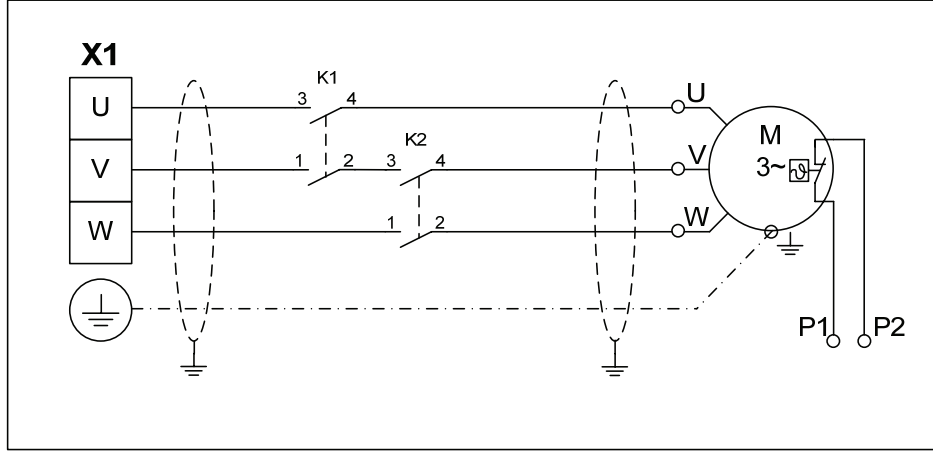 X1
K1
U 3 4 U
K2 M
V 1 2 3 4 V 3~ ϑ
W 1 2 W
P1 P2